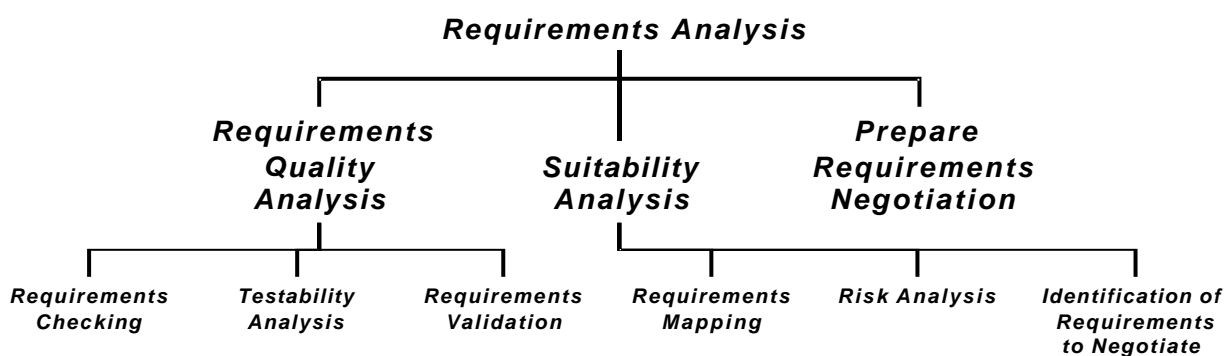 Requirements Analysis
Requirements
Quality
Analysis
Suitability
Analysis
Prepare
Requirements
Negotiation
Requirements
Checking
Testability
Analysis
Requirements
Validation
Requirements
Mapping
Risk Analysis
Identification of
Requirements
to Negotiate